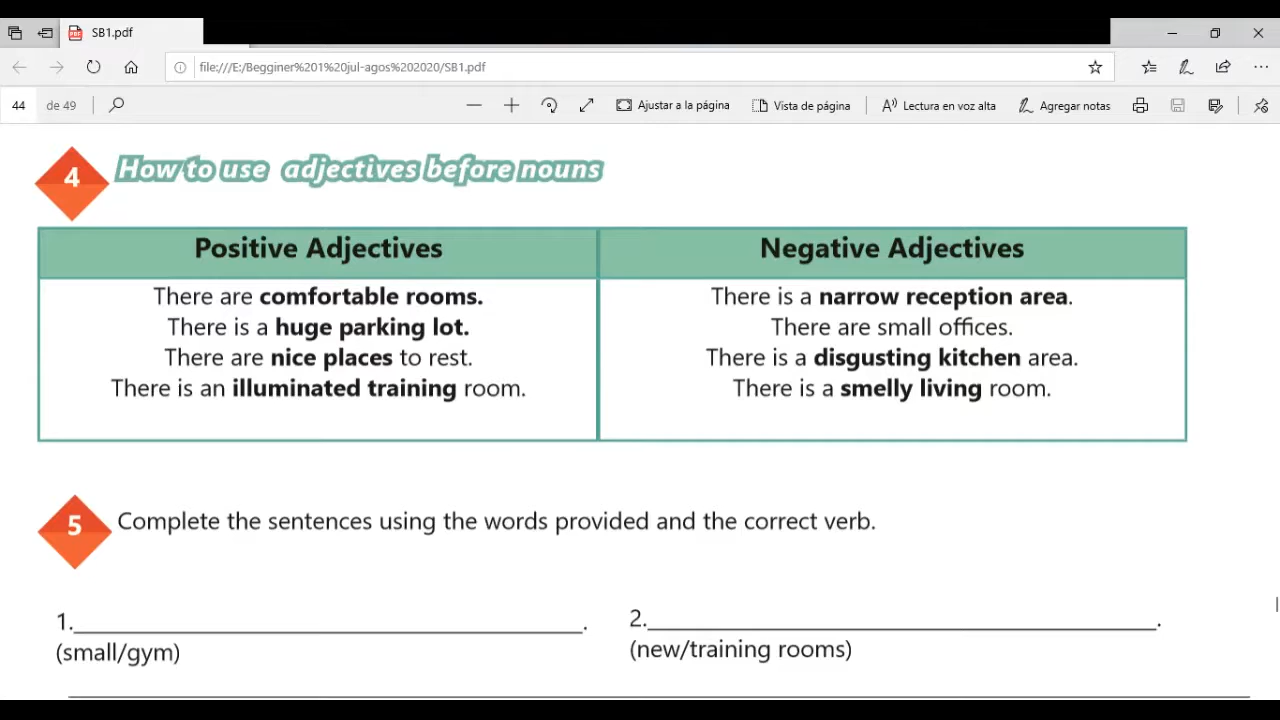 SB1.pdf
file:///E:/Begginer%201%20jul-agos%202020/SB1.pdf
44 de 49
Ajustar a la página
Vista de página
Lectura en voz alta
Agregar notas
4
How to use adjectives before nouns
Positive Adjectives
There are comfortable rooms.
There is a huge parking lot.
There are nice places to rest.
There is an illuminated training room.
Negative Adjectives
There is a narrow reception area.
There are small offices.
There is a disgusting kitchen area.
There is a smelly living room.
5
Complete the sentences using the words provided and the correct verb.
1.________________________________________.
(small/gym)
2.________________________________________.
(new/training rooms)